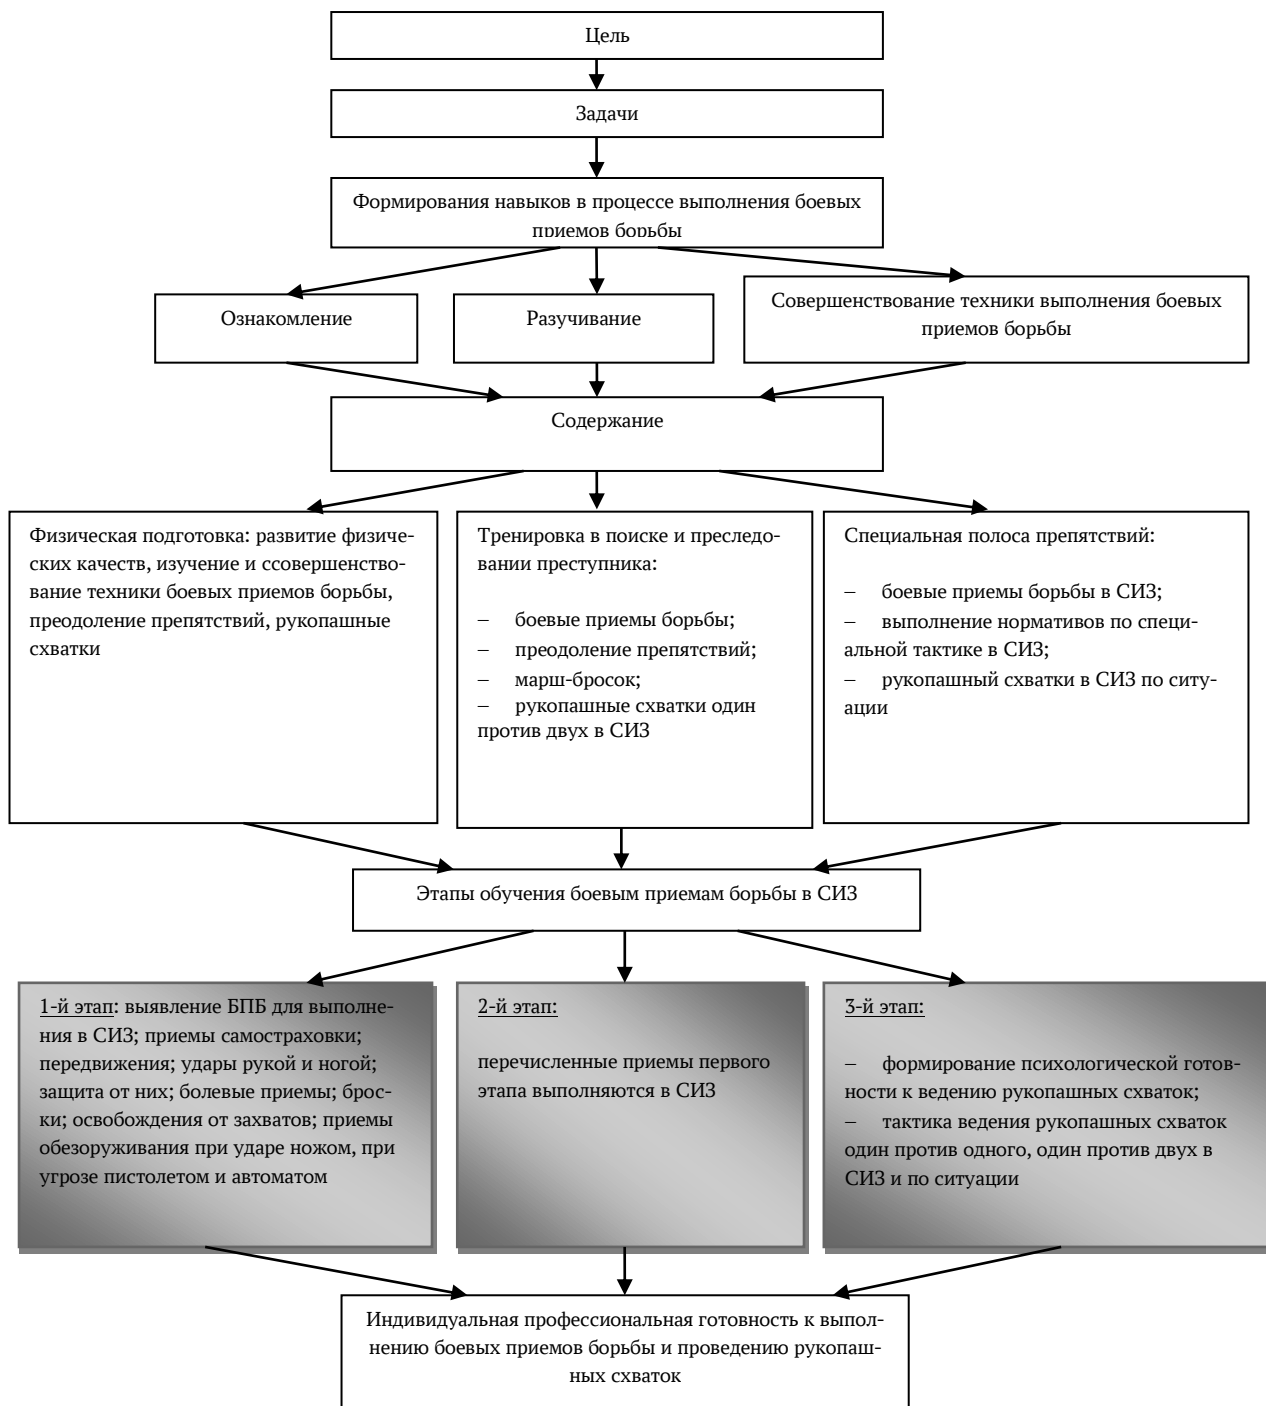 Цель
Задачи
Формирования навыков в процессе выполнения боевых
приемов борьбы
Ознакомление
Разучивание
Совершенствование техники выполнения боевых
приемов борьбы
Содержание
Физическая подготовка: развитие физиче-
ских качеств, изучение и ссовершенство-
вание техники боевых приемов борьбы,
преодоление препятствий, рукопашные
схватки
Тренировка в поиске и преследо-
вании преступника:
– боевые приемы борьбы;
– преодоление препятствий;
– марш-бросок;
– рукопашные схватки один
против двух в СИЗ
Специальная полоса препятствий:
– боевые приемы борьбы в СИЗ;
– выполнение нормативов по специ-
альной тактике в СИЗ;
– рукопашный схватки в СИЗ по ситу-
ации
Этапы обучения боевым приемам борьбы в СИЗ
1-й этап: выявление БПБ для выполне-
ния в СИЗ; приемы самостраховки;
передвижения; удары рукой и ногой;
защита от них; болевые приемы; брос-
ки; освобождения от захватов; приемы
обезоруживания при ударе ножом, при
угрозе пистолетом и автоматом
2-й этап:
перечисленные приемы первого
этапа выполняются в СИЗ
3-й этап:
– формирование психологической готов-
ности к ведению рукопашных схваток;
– тактика ведения рукопашных схваток
один против одного, один против двух в
СИЗ и по ситуации
Индивидуальная профессиональная готовность к выпол-
нению боевых приемов борьбы и проведению рукопаш-
ных схваток